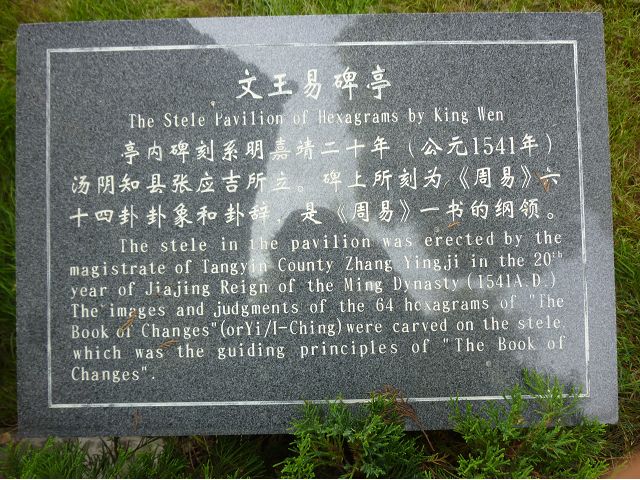 文王易碑亭
The Stele Pavilion of Hexagrams by King Wen
亭内碑刻系明嘉靖二十年（公元1541年）
汤阴知县张应吉所立。碑上所刻为《周易》六
十四卦卦象和卦辞，是《周易》一书的纲领。
The stele in the pavilion was erected by the
magistrate of Tangyin County Zhang Yingji in the 20th
year of Jiajing Reign of the Ming Dynasty(1541A.D.)
The images and judgments of the 64 hexagrams of "The
Book of Changes"(orYi/I-Ching)were carved on the stele
which was the guiding principles of "The Book of
Changes".